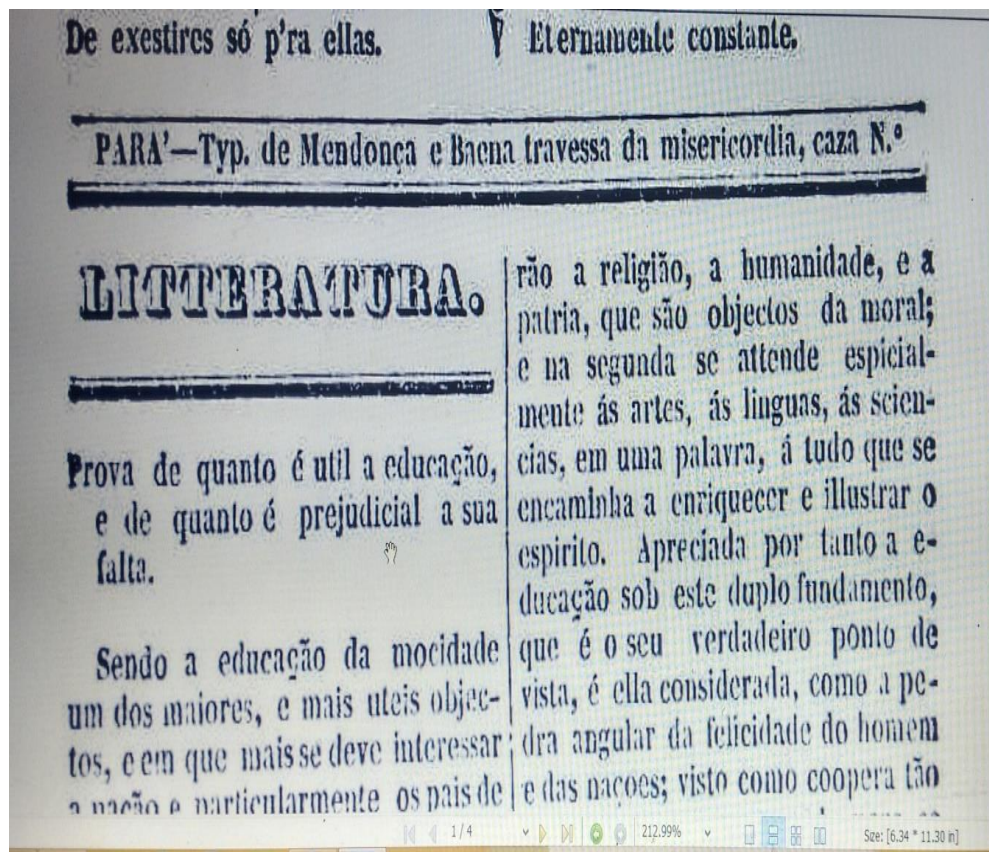 De exestires só p'ra ellas.
Eternamente constante.
PARA'—Typ. de Mendonça e Baena travessa da misericordia, caza N.º
LITTERATURA.
Prova de quanto é util a educação,
e de quanto é prejudicial a sua
falta.
Sendo a educação da mocidade
um dos maiores, e mais uteis objec-
tos, e em que mais se deve interessar
a nação e particularmente os pais de
rão a religião, a humanidade, e a
patria, que são objectos da moral;
e na segunda se attende espicial-
mente ás artes, ás linguas, ás scien-
cias, em uma palavra, á tudo que se
encaminha a enriquecer e illustrar o
espirito. Apreciada por tanto a e-
ducação sob este duplo fundamento,
que é o seu verdadeiro ponto de
vista, é ella considerada, como a pe-
dra angular da felicidade do homem
e das naçoes; visto como coopera tão
1/4
212.99%
Size: [6.34 * 11.30 in]